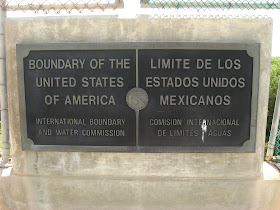 BOUNDARY OF THE
UNITED STATES
OF AMERICA
INTERNATIONAL BOUNDARY
AND WATER COMMISSION
LIMITE DE LOS
ESTADOS UNIDOS
MEXICANOS
COMISION INTERNACIONAL
DE LIMITES AGUAS